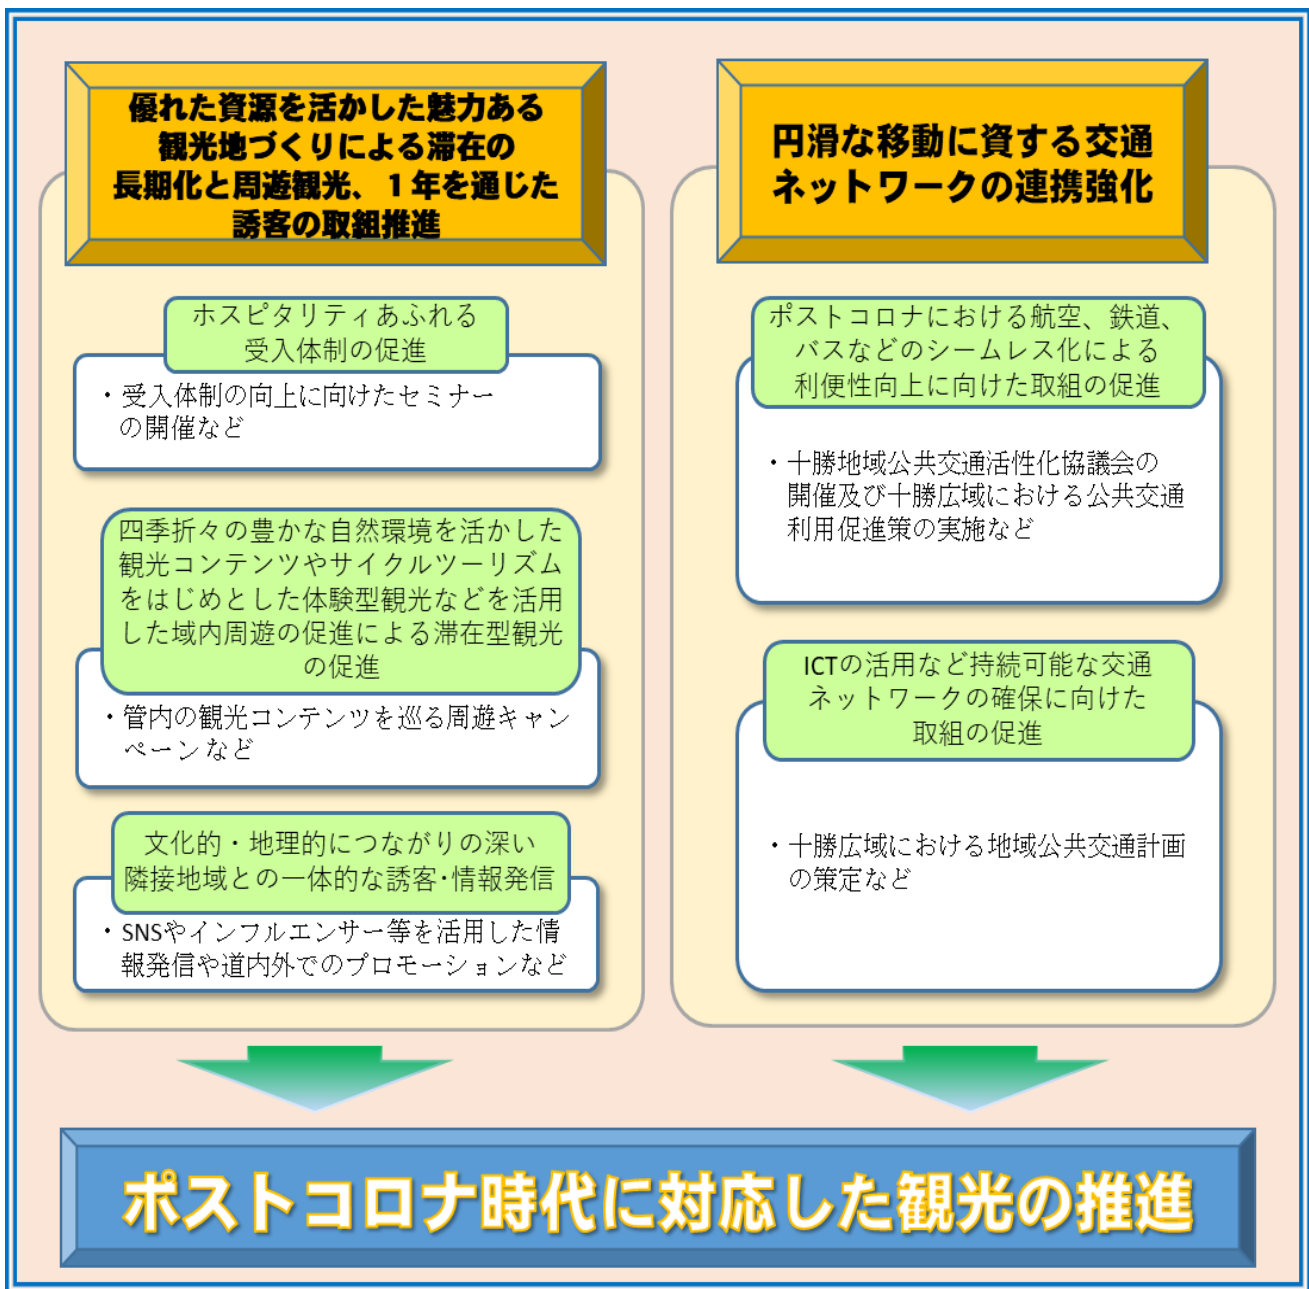 優れた資源を活かした魅力ある
観光地づくりによる滞在の
長期化と周遊観光、１年を通じた
誘客の取組推進
ホスピタリティあふれる
受入体制の促進
・受入体制の向上に向けたセミナー
の開催など
四季折々の豊かな自然環境を活かした
観光コンテンツやサイクルツーリズム
をはじめとした体験型観光などを活用
した域内周遊の促進による滞在型観光
の促進
・管内の観光コンテンツを巡る周遊キャン
ペーンなど
文化的・地理的につながりの深い
隣接地域との一体的な誘客･情報発信
・SNSやインフルエンサー等を活用した情
報発信や道内外でのプロモーションなど
円滑な移動に資する交通
ネットワークの連携強化
ポストコロナにおける航空、鉄道、
バスなどのシームレス化による
利便性向上に向けた取組の促進
・十勝地域公共交通活性化協議会の
開催及び十勝広域における公共交通
利用促進策の実施など
ICTの活用など持続可能な交通
ネットワークの確保に向けた
取組の促進
・十勝広域における地域公共交通計画
の策定など
ポストコロナ時代に対応した観光の推進